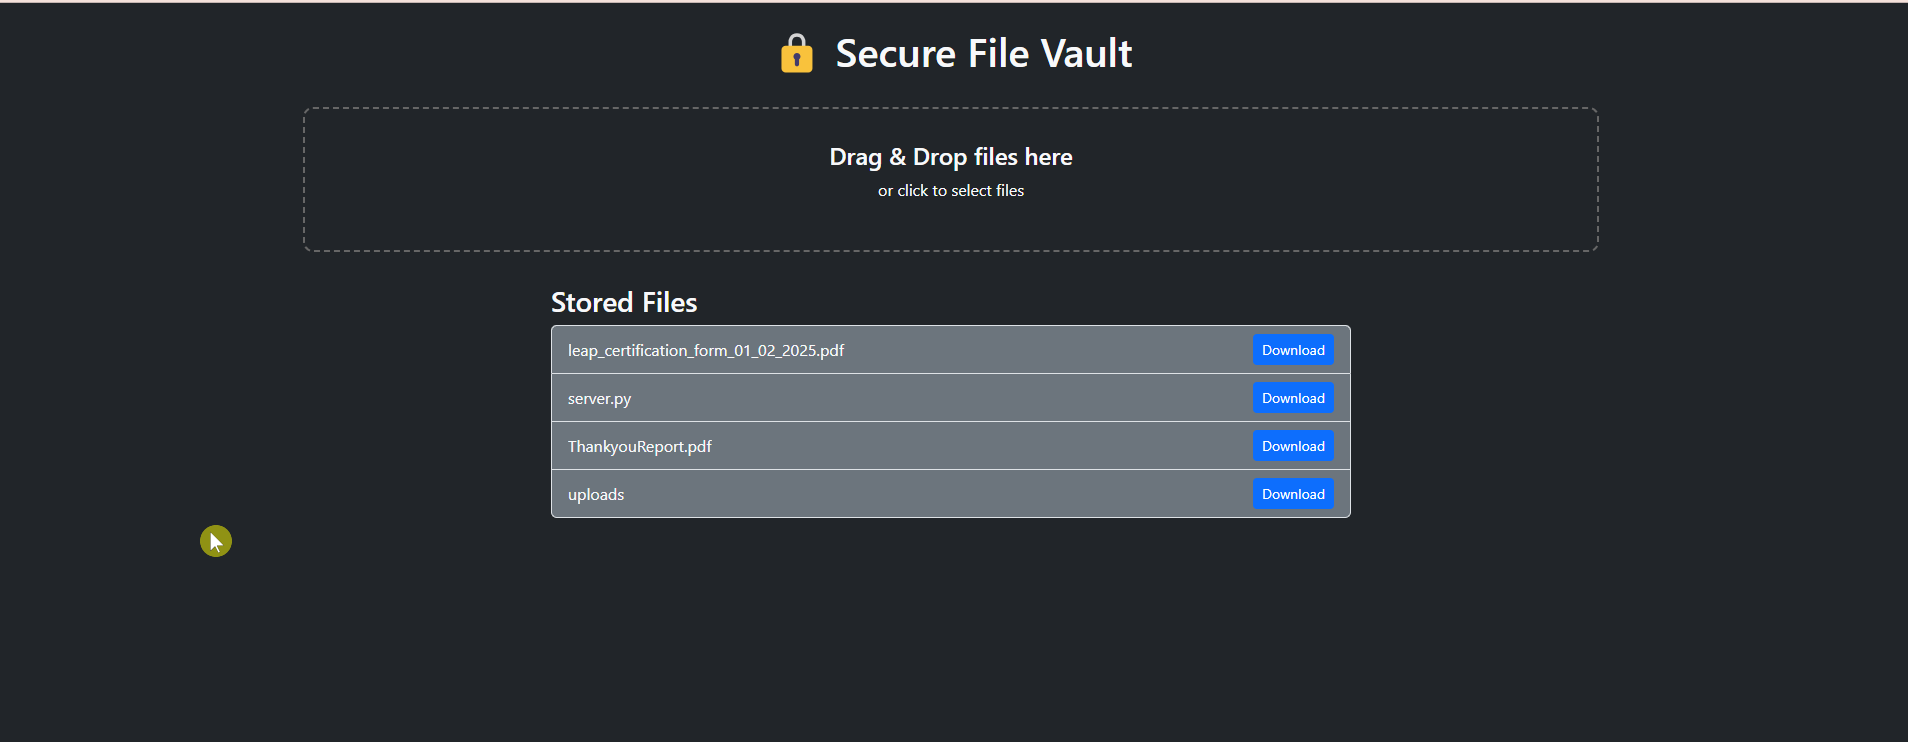 Secure File Vault
Drag & Drop files here
or click to select files
Stored Files
leap_certification_form_01_02_2025.pdf Download
server.py Download
ThankyouReport.pdf Download
uploads Download